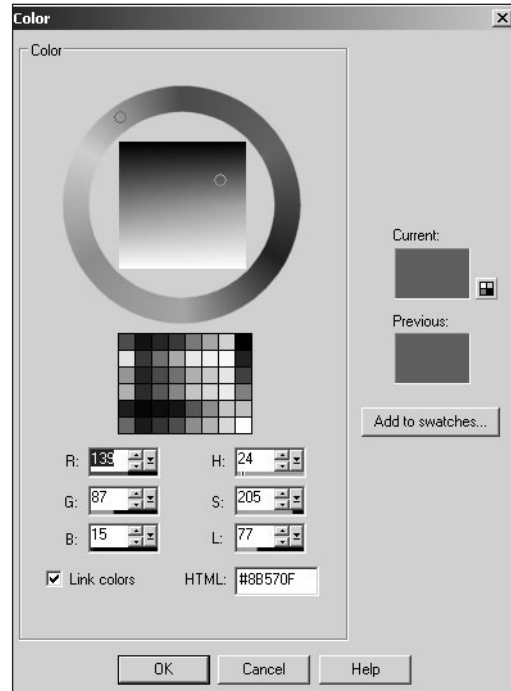 Color
Color
Current:
Previous:
Add to swatches...
R: 139 H: 24
G: 87 S: 205
B: 15 L: 77
Link colors HTML: #8B570F
OK Cancel Help